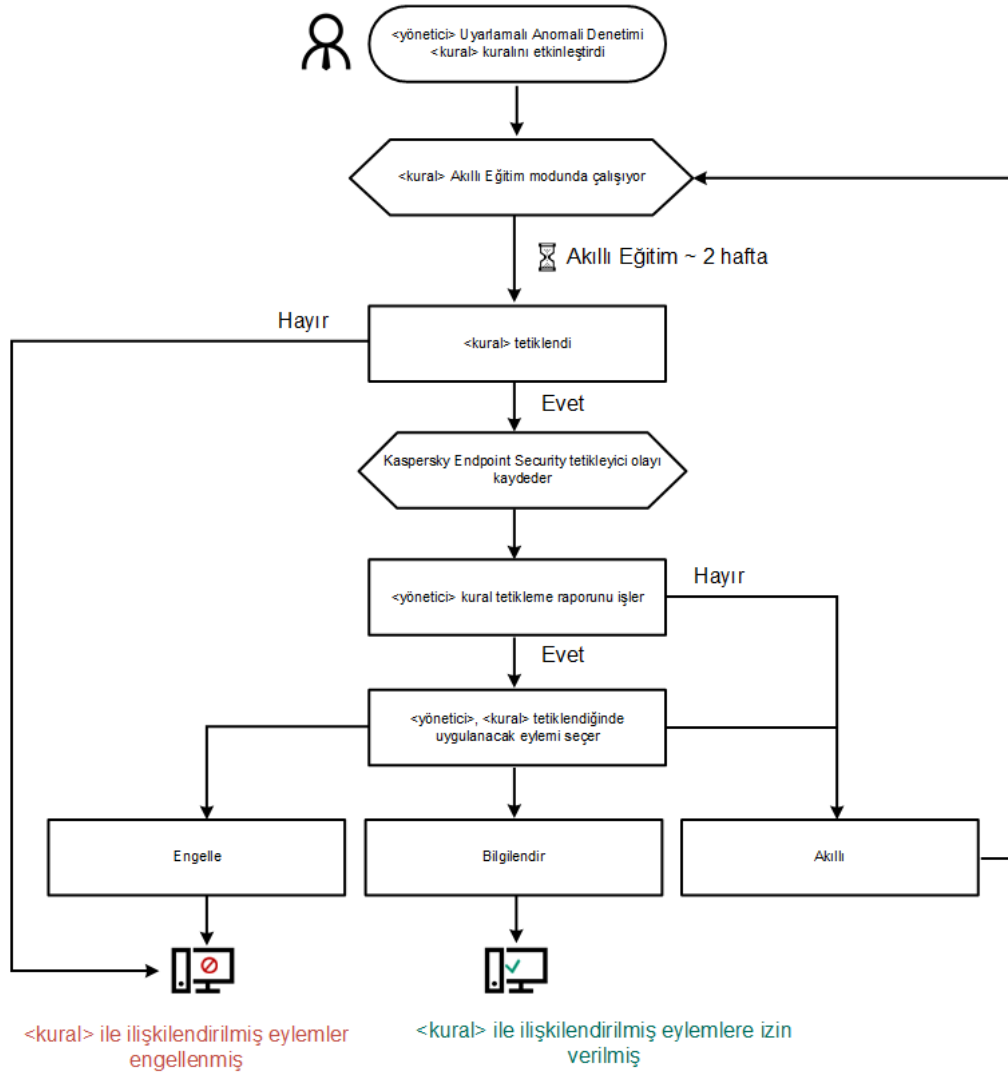 <yönetici> Uyarlamalı Anomali Denetimi
<kural> kuralını etkinleştirdi
<kural> Akıllı Eğitim modunda çalışıyor
Akıllı Eğitim ~ 2 hafta
Hayır
<kural> tetiklendi
Evet
Kaspersky Endpoint Security tetikleyici olayı
kaydeder
<yönetici> kural tetikleme raporunu işler
Hayır
Evet
<yönetici>, <kural> tetiklendiğinde
uygulanacak eylemi seçer
Engelle
Bilgilendir
Akıllı
<kural> ile ilişkilendirilmiş eylemler
engellenmiş
<kural> ile ilişkilendirilmiş eylemlere izin
verilmiş